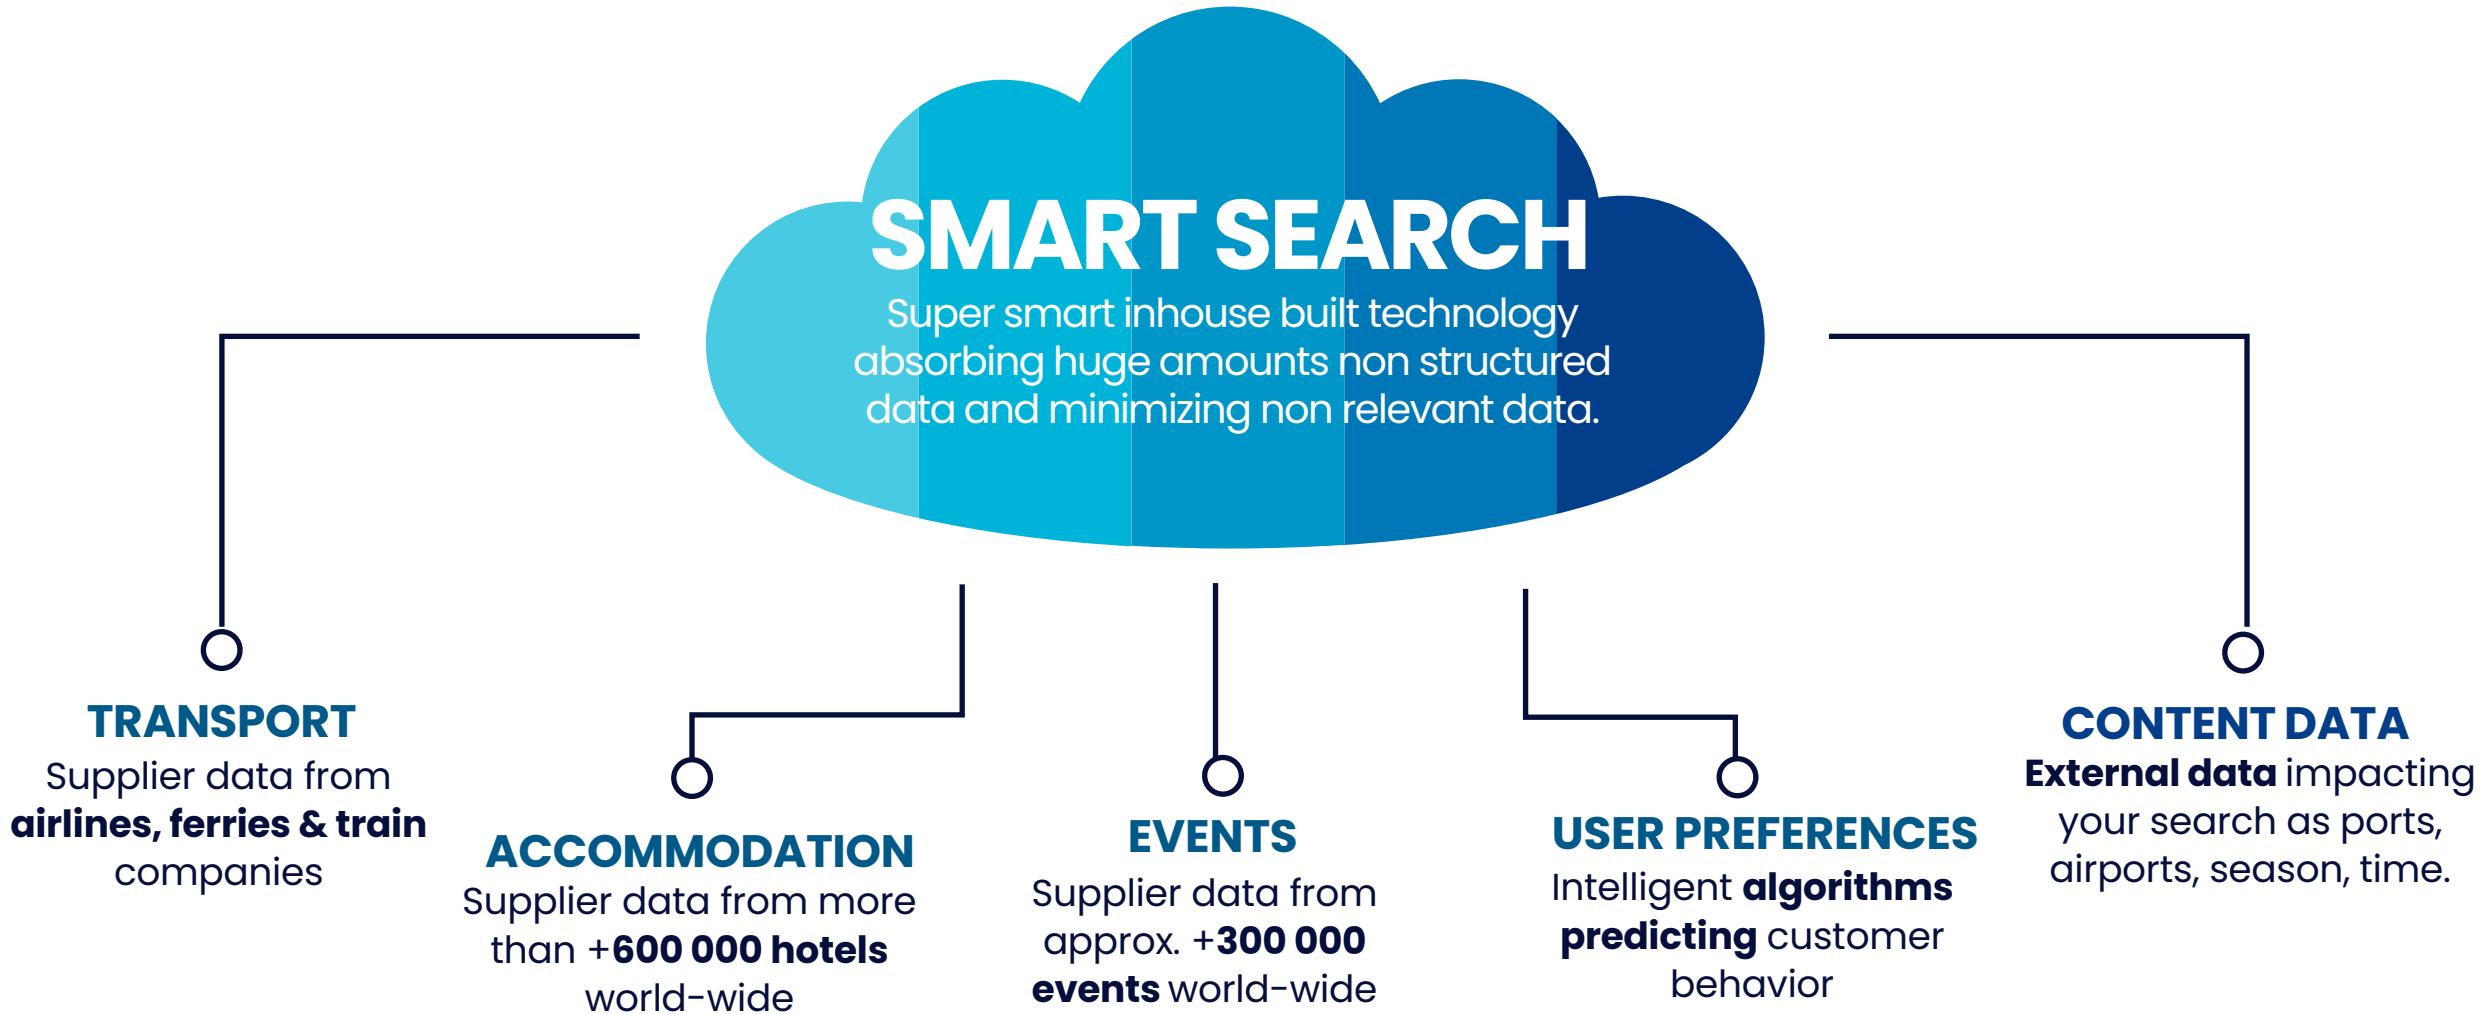 SMART SEARCH
Super smart inhouse built technology
absorbing huge amounts non structured
data and minimizing non relevant data.
TRANSPORT
Supplier data from
airlines, ferries & train
companies
ACCOMMODATION
Supplier data from more
than +600 000 hotels
world-wide
EVENTS
Supplier data from
approx. +300 000
events world-wide
USER PREFERENCES
Intelligent algorithms
predicting customer
behavior
CONTENT DATA
External data impacting
your search as ports,
airports, season, time.